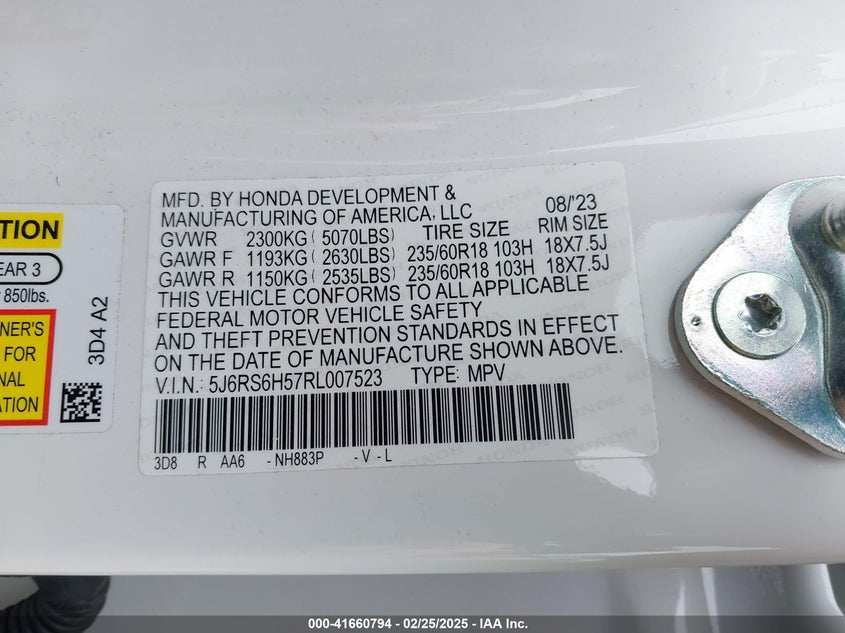 TION
EAR 3
850lbs.
NER'S
FOR
NAL
ATION
3D4 A2
MFD. BY HONDA DEVELOPMENT &
MANUFACTURING OF AMERICA, LLC 08/'23
GVWR 2300KG ( 5070LBS) TIRE SIZE RIM SIZE
GAWR F 1193KG ( 2630LBS) 235/60R18 103H 18X7.5J
GAWR R 1150KG ( 2535LBS) 235/60R18 103H 18X7.5J
THIS VEHICLE CONFORMS TO ALL APPLICABLE
FEDERAL MOTOR VEHICLE SAFETY
AND THEFT PREVENTION STANDARDS IN EFFECT
ON THE DATE OF MANUFACTURE SHOWN ABOVE.
V.I.N.: 5J6RS6H57RL007523 TYPE: MPV
3D8 R AA6 -NH883P -V -L
000-41660794 - 02/25/2025 - IAA Inc.